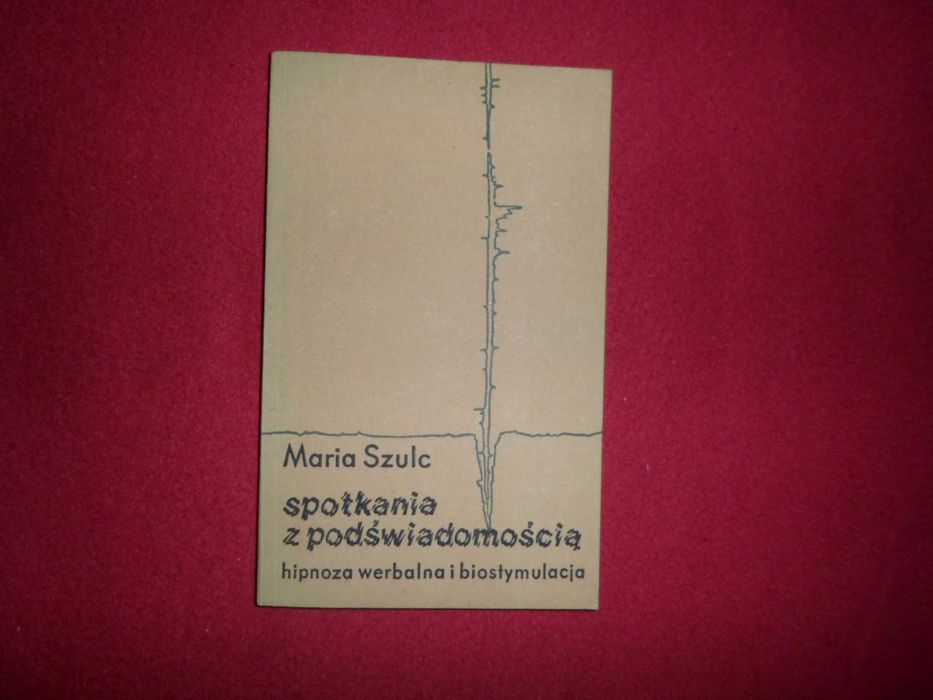 Maria Szulc
spotkania
z podświadomością
hipnoza werbalna i biostymulacja